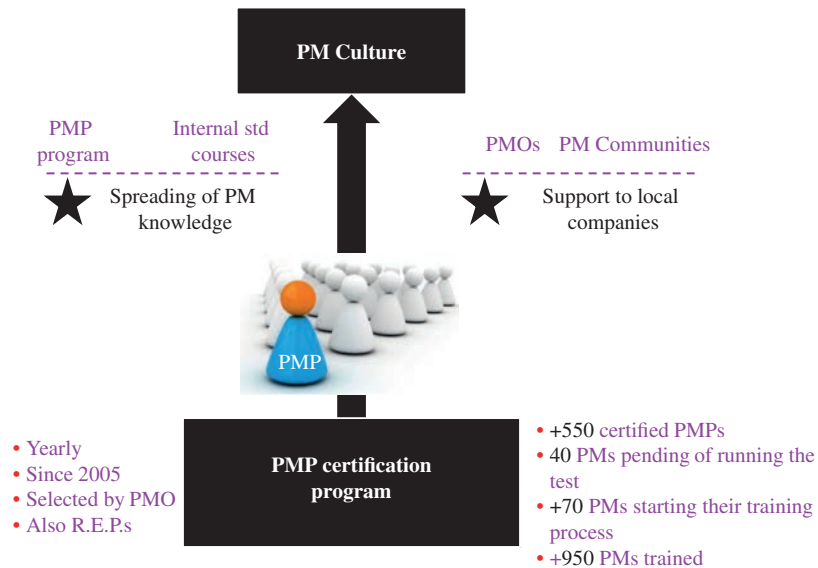 PM Culture
PMP
program
Internal std
courses
PMOs PM Communities
Spreading of PM
knowledge
Support to local
companies
PMP
• Yearly
• Since 2005
• Selected by PMO
• Also R.E.P.s
PMP certification
program
• +550 certified PMPs
• 40 PMs pending of running the
test
• +70 PMs starting their training
process
• +950 PMs trained